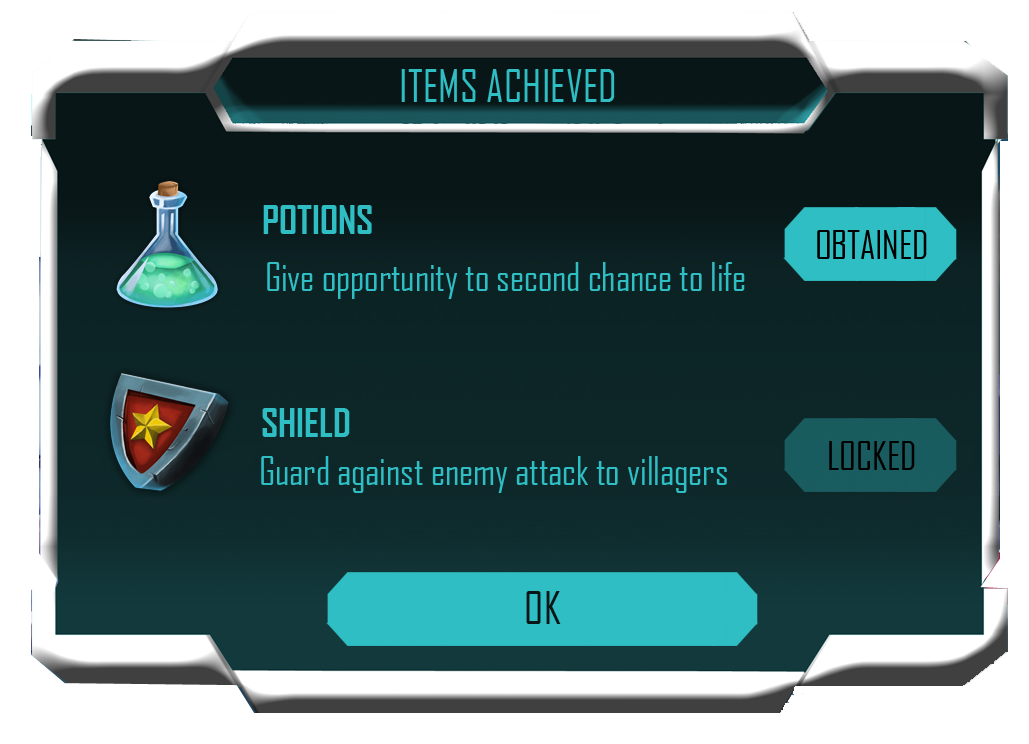 ITEMS ACHIEVED
POTIONS
Give opportunity to second chance to life
OBTAINED
SHIELD
Guard against enemy attack to villagers
LOCKED
OK